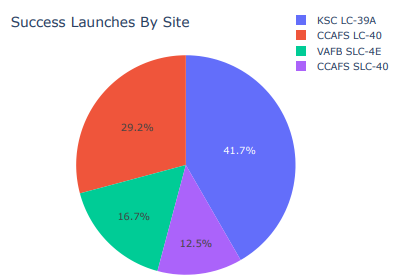 Success Launches By Site
KSC LC-39A
CCAFS LC-40
VAFB SLC-4E
CCAFS SLC-40
29.2%
41.7%
16.7%
12.5%